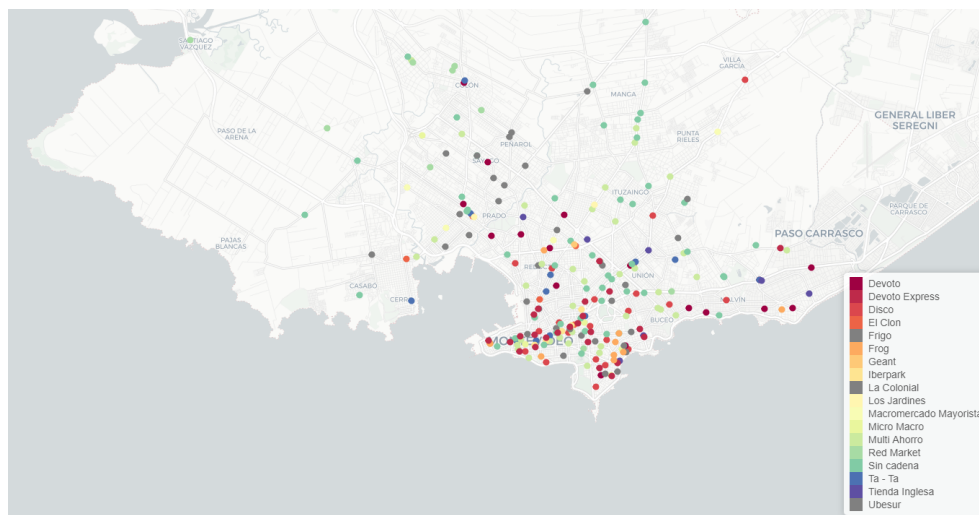 SANTIAGO
VÁZQUEZ
COLÓN
VILLA
GARCÍA
MANCA
GENERAL LIBER
SEREGNI
PASO DE LA
ARENA
PUNTA
RIELES
PEÑAROL
SAYAGO
ITUZAINGÓ
PARQUE DE
CARRASCO
PRADO
PASO CARRASCO
PAJAS
BLANCAS
UNIÓN
CASABÓ
CERRO
MALVÍN
BUCEO
MONTEVIDEO
Devoto
Devoto Express
Disco
El Clon
Frigo
Frog
Geant
Iberpark
La Colonial
Los Jardines
Macromercado Mayorista
Micro Macro
Multi Ahorro
Red Market
Sin cadena
Ta - Ta
Tienda Inglesa
Ubesur